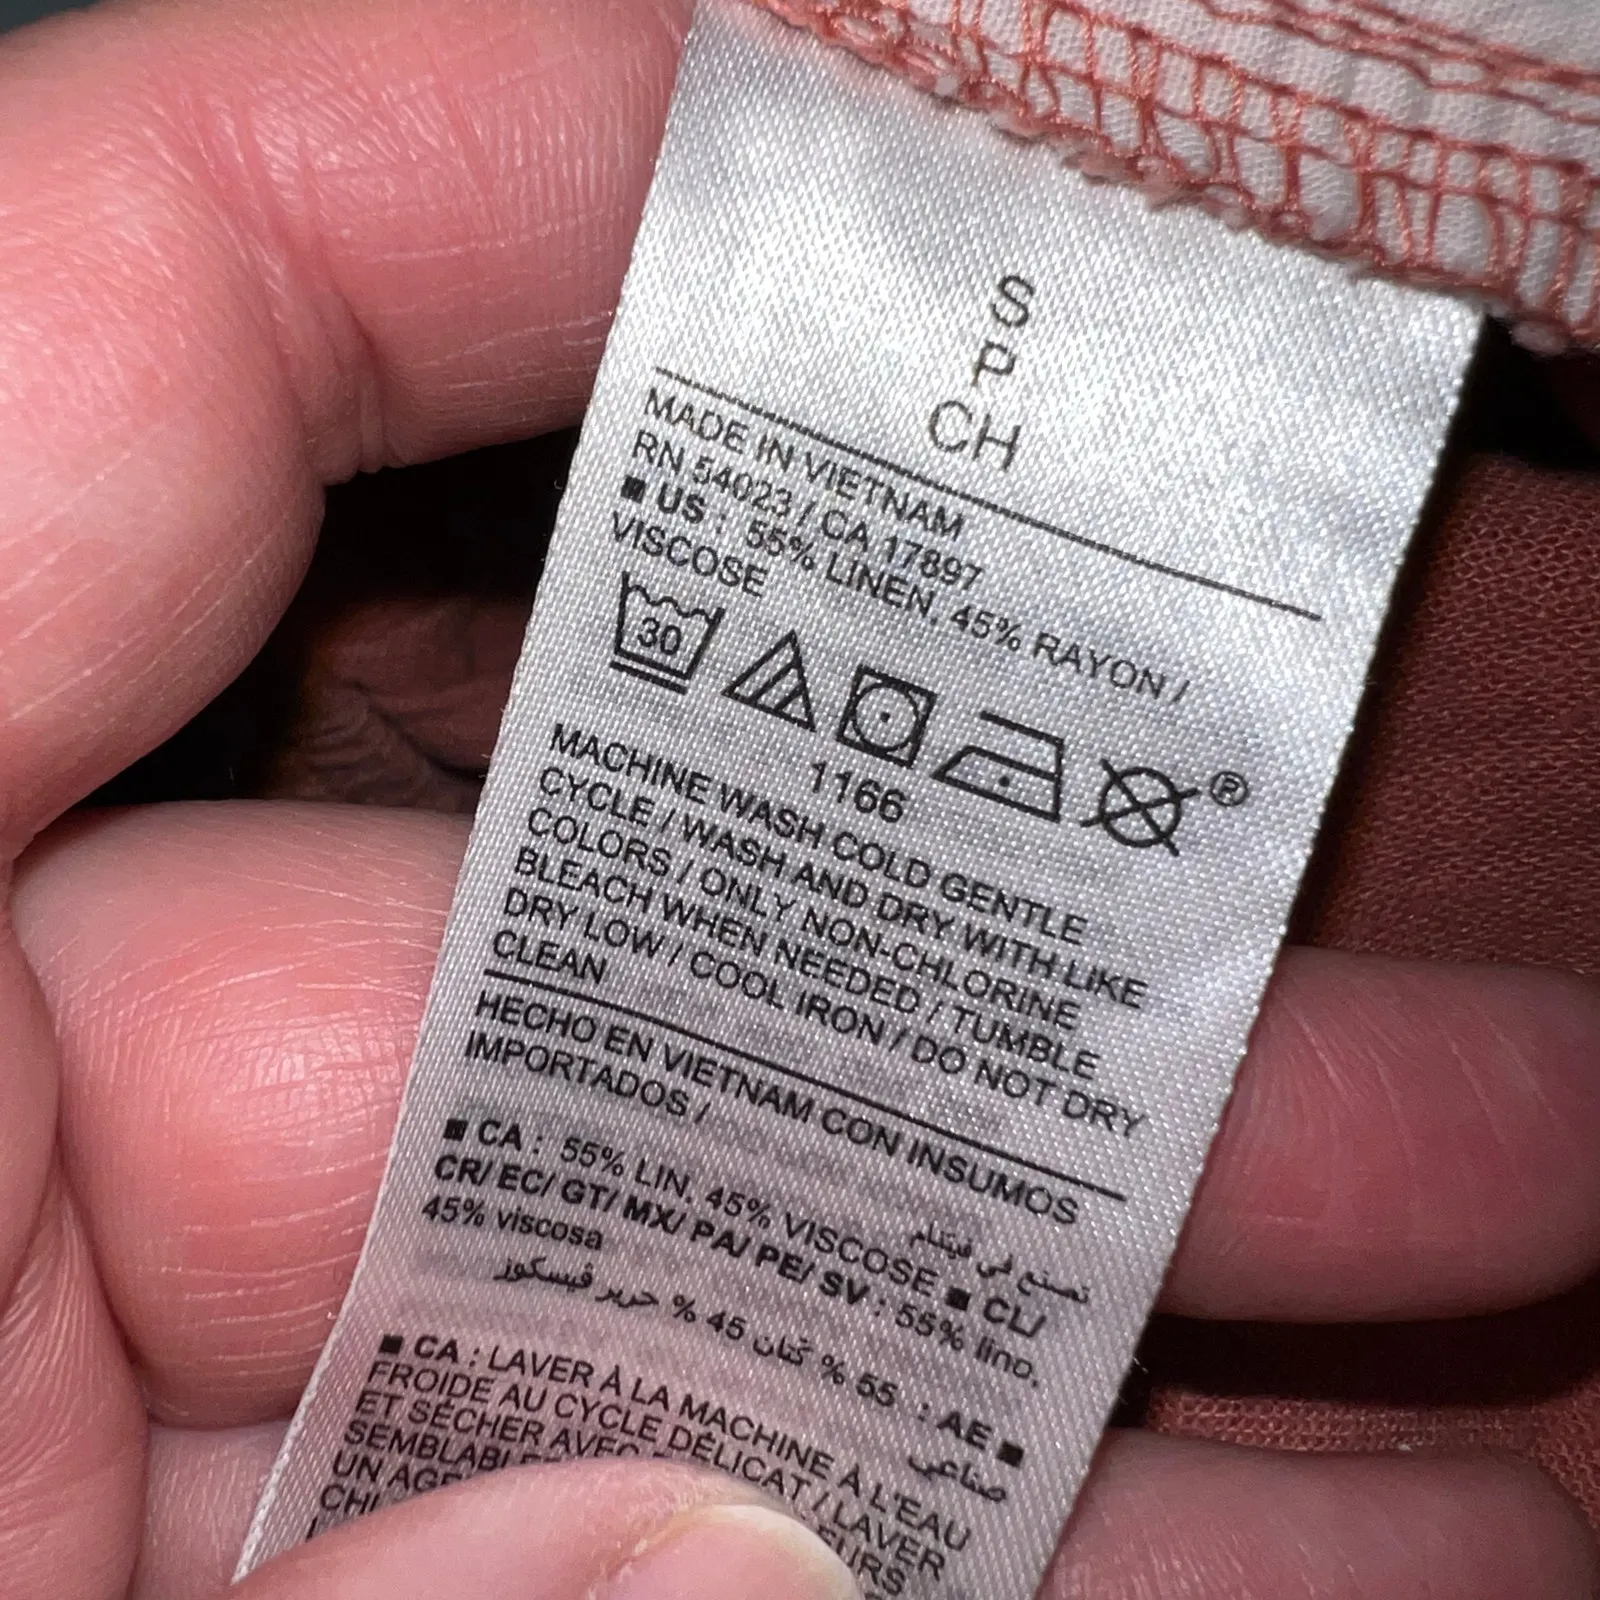 S
P
CH
MADE IN VIETNAM
RN 54023 / CA 17897
■ US : 55% LINEN, 45% RAYON /
VISCOSE
30
®
1166
MACHINE WASH COLD GENTLE
CYCLE / WASH AND DRY WITH LIKE
COLORS / ONLY NON-CHLORINE
BLEACH WHEN NEEDED / TUMBLE
DRY LOW / COOL IRON / DO NOT DRY
CLEAN
HECHO EN VIETNAM CON INSUMOS
IMPORTADOS /
تصنع في فيتنام
■ CA : 55% LIN, 45% VISCOSE ■ CL/
CR/ EC/ GT/ MX/ PA/ PE/ SV : 55% lino,
45% viscosa
■ AE : 55 % كتان 45 % حرير فيسكوز
صناعي
■ CA : LAVER À LA MACHINE À L'EAU
FROIDE AU CYCLE DÉLICAT / LAVER
ET SÉCHER AVEC
UN